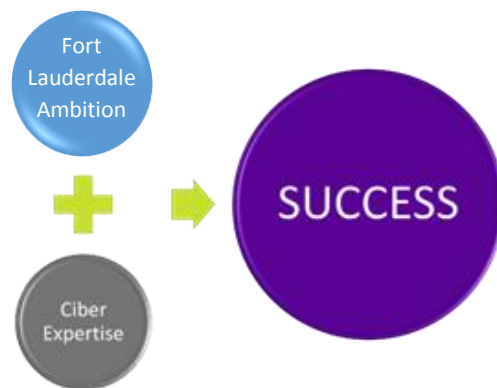 Fort
Lauderdale
Ambition
SUCCESS
Ciber
Expertise